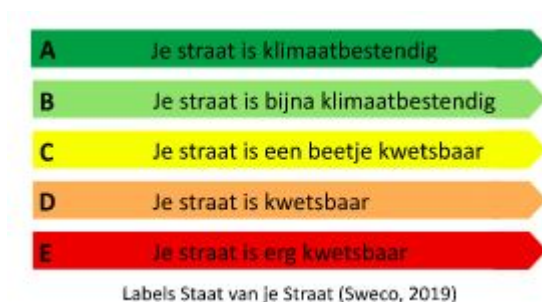 A Je straat is klimaatbestendig
B Je straat is bijna klimaatbestendig
C Je straat is een beetje kwetsbaar
D Je straat is kwetsbaar
E Je straat is erg kwetsbaar
Labels Staat van je Straat (Sweco, 2019)